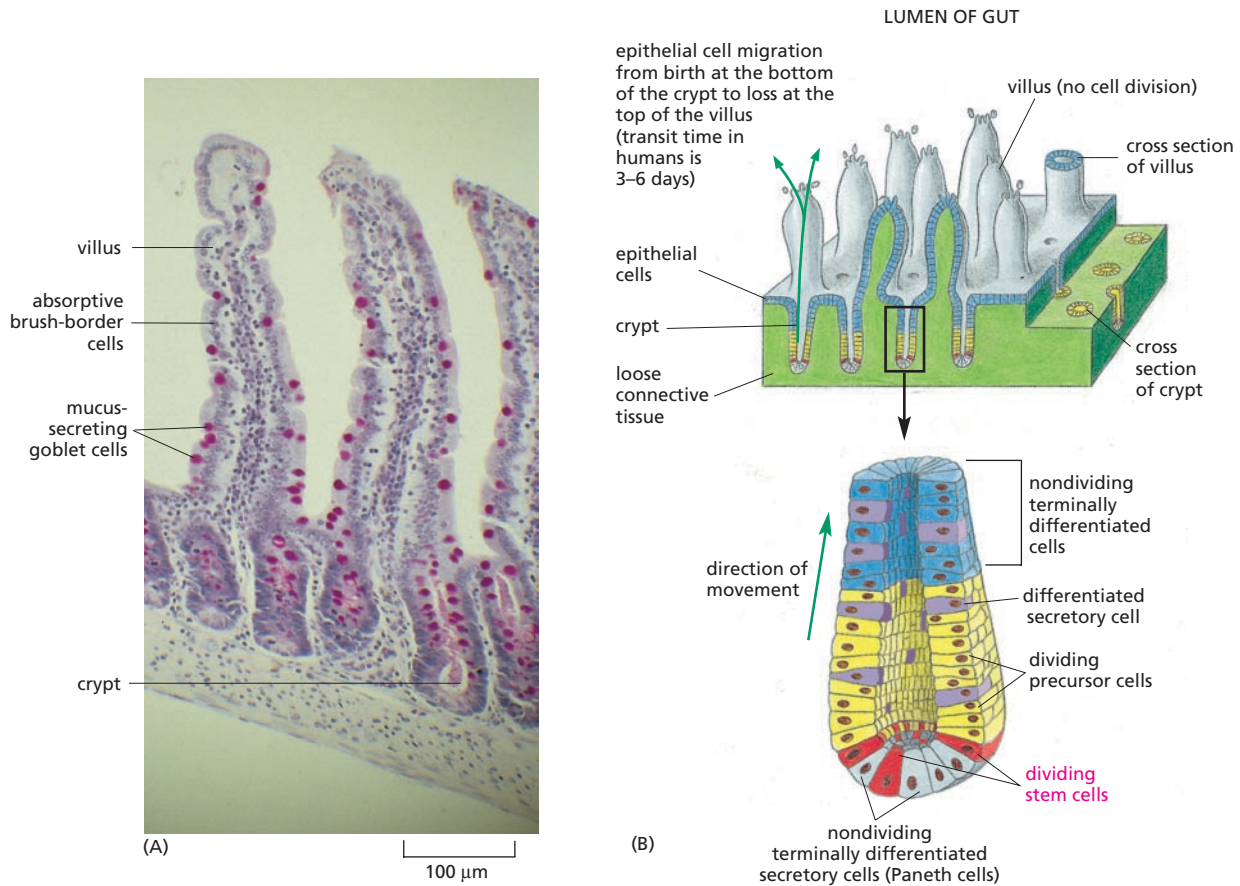 villus
absorptive
brush-border
cells
mucus-
secreting
goblet cells
crypt
(A)
100 µm
LUMEN OF GUT
epithelial cell migration
from birth at the bottom
of the crypt to loss at the
top of the villus
(transit time in
humans is
3–6 days)
villus (no cell division)
cross section
of villus
epithelial
cells
crypt
loose
connective
tissue
cross
section
of crypt
direction of
movement
nondividing
terminally
differentiated
cells
differentiated
secretory cell
dividing
precursor cells
dividing
stem cells
nondividing
terminally differentiated
secretory cells (Paneth cells)
(B)